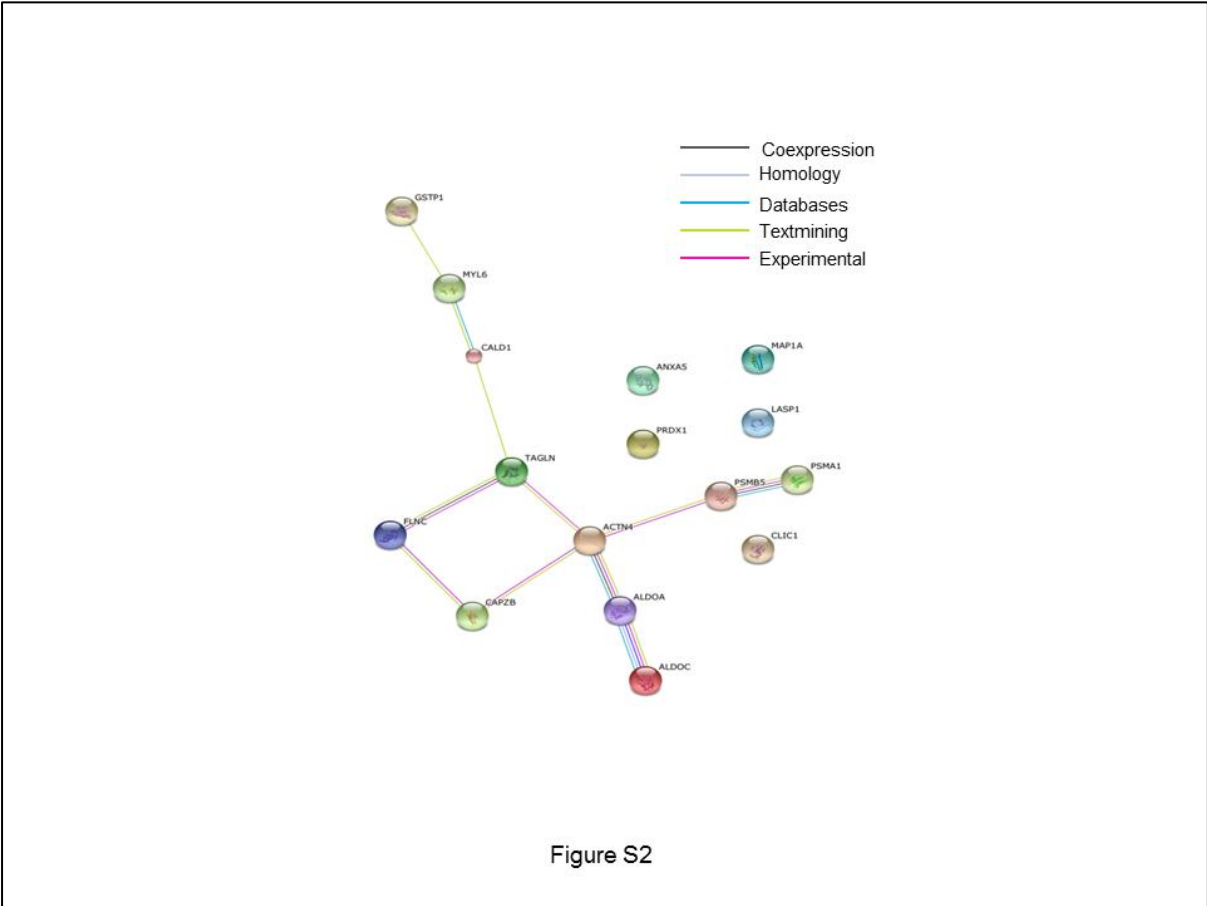 Coexpression
Homology
Databases
Textmining
Experimental
GSTP1
MYL6
CALD1
MAP1A
ANXA5
LASP1
PRDX1
TAGLN
PSMA1
PSMB5
FLNC
ACTN4
CLIC1
ALDOA
CAPZB
ALDOC
Figure S2